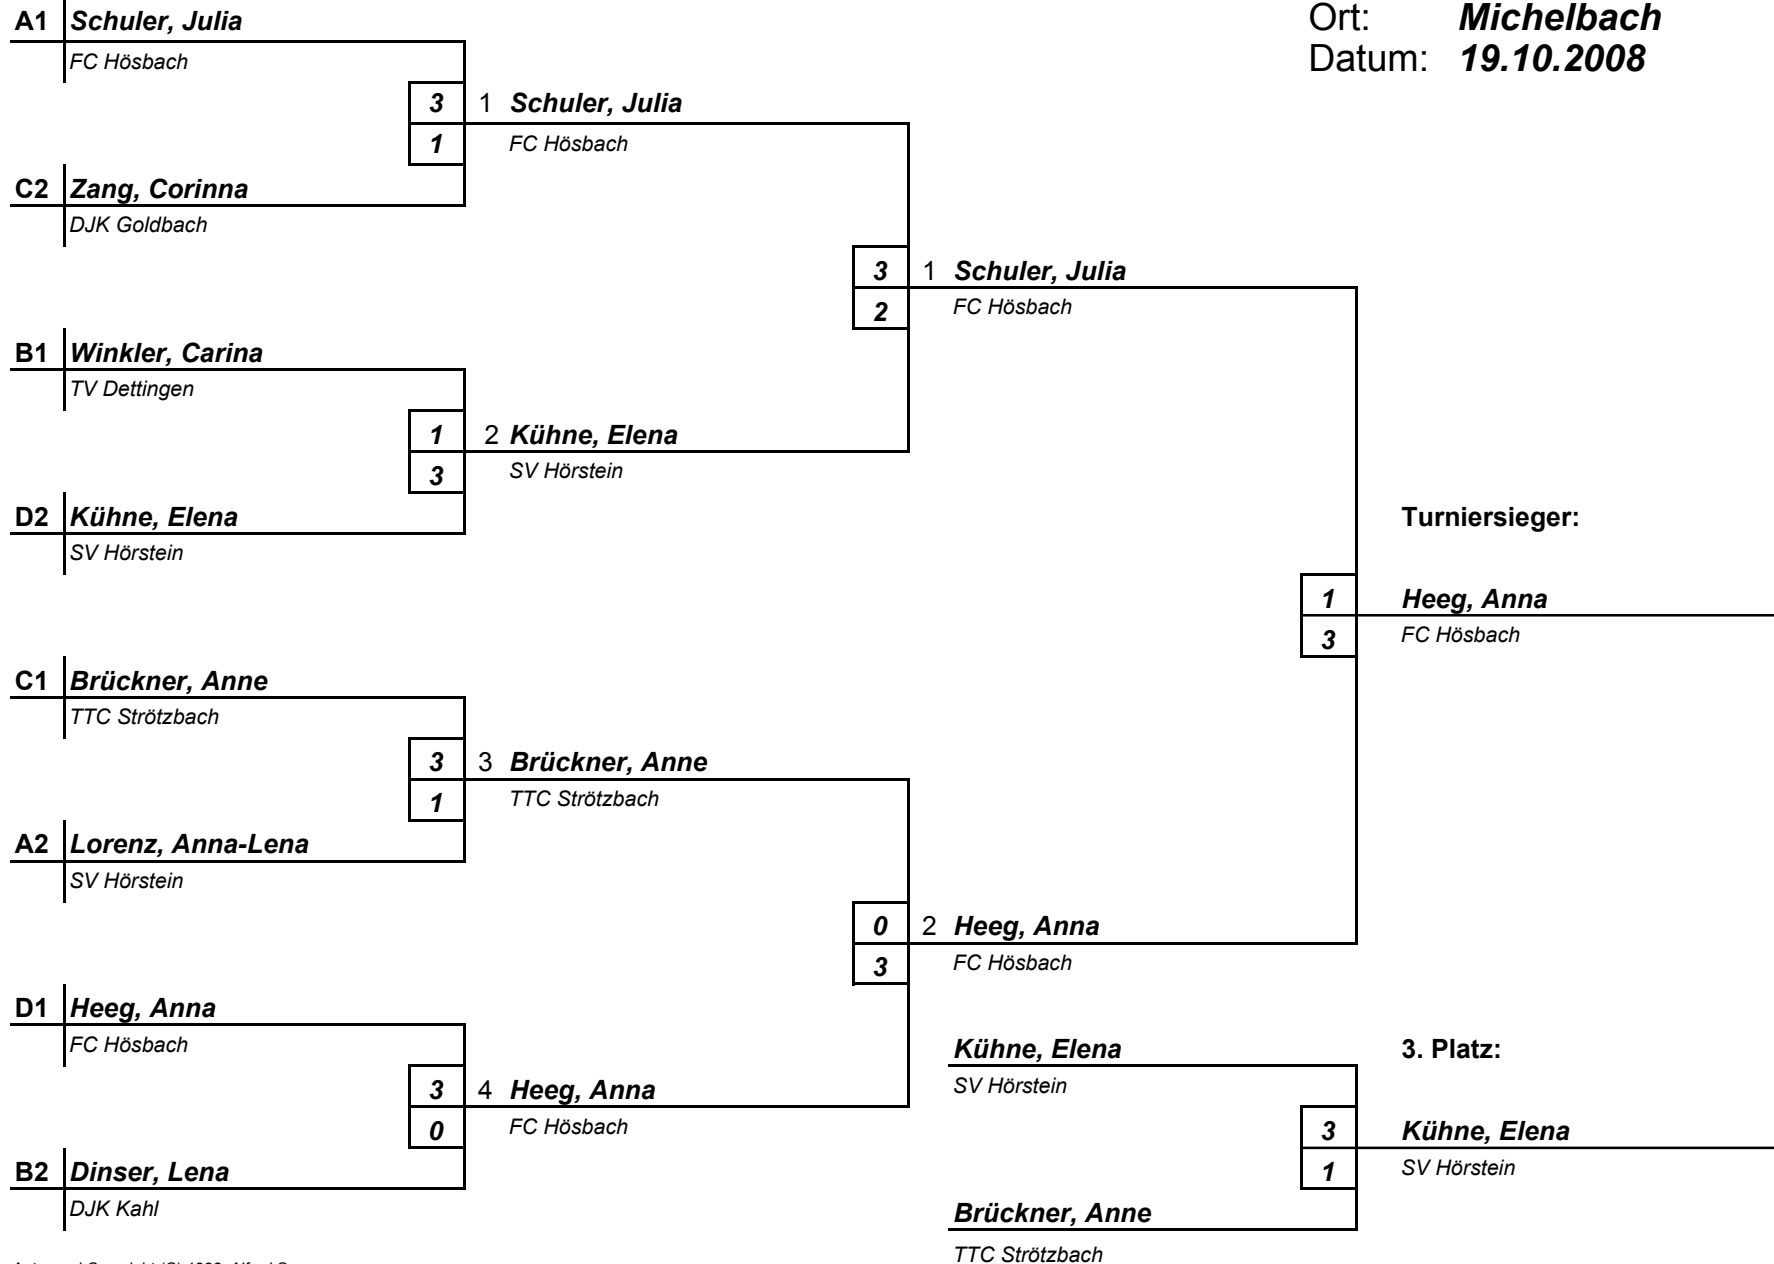 Ort: Michelbach
Datum: 19.10.2008
A1 Schuler, Julia
FC Hösbach
3 1 Schuler, Julia
1 FC Hösbach
C2 Zang, Corinna
DJK Goldbach
3 1 Schuler, Julia
2 FC Hösbach
B1 Winkler, Carina
TV Dettingen
1 2 Kühne, Elena
3 SV Hörstein
D2 Kühne, Elena
SV Hörstein
Turniersieger:
1 Heeg, Anna
3 FC Hösbach
C1 Brückner, Anne
TTC Strötzbach
3 3 Brückner, Anne
1 TTC Strötzbach
A2 Lorenz, Anna-Lena
SV Hörstein
0 2 Heeg, Anna
3 FC Hösbach
D1 Heeg, Anna
FC Hösbach
3 4 Heeg, Anna
0 FC Hösbach
B2 Dinser, Lena
DJK Kahl
Kühne, Elena
SV Hörstein
3. Platz:
3 Kühne, Elena
1 SV Hörstein
Brückner, Anne
TTC Strötzbach